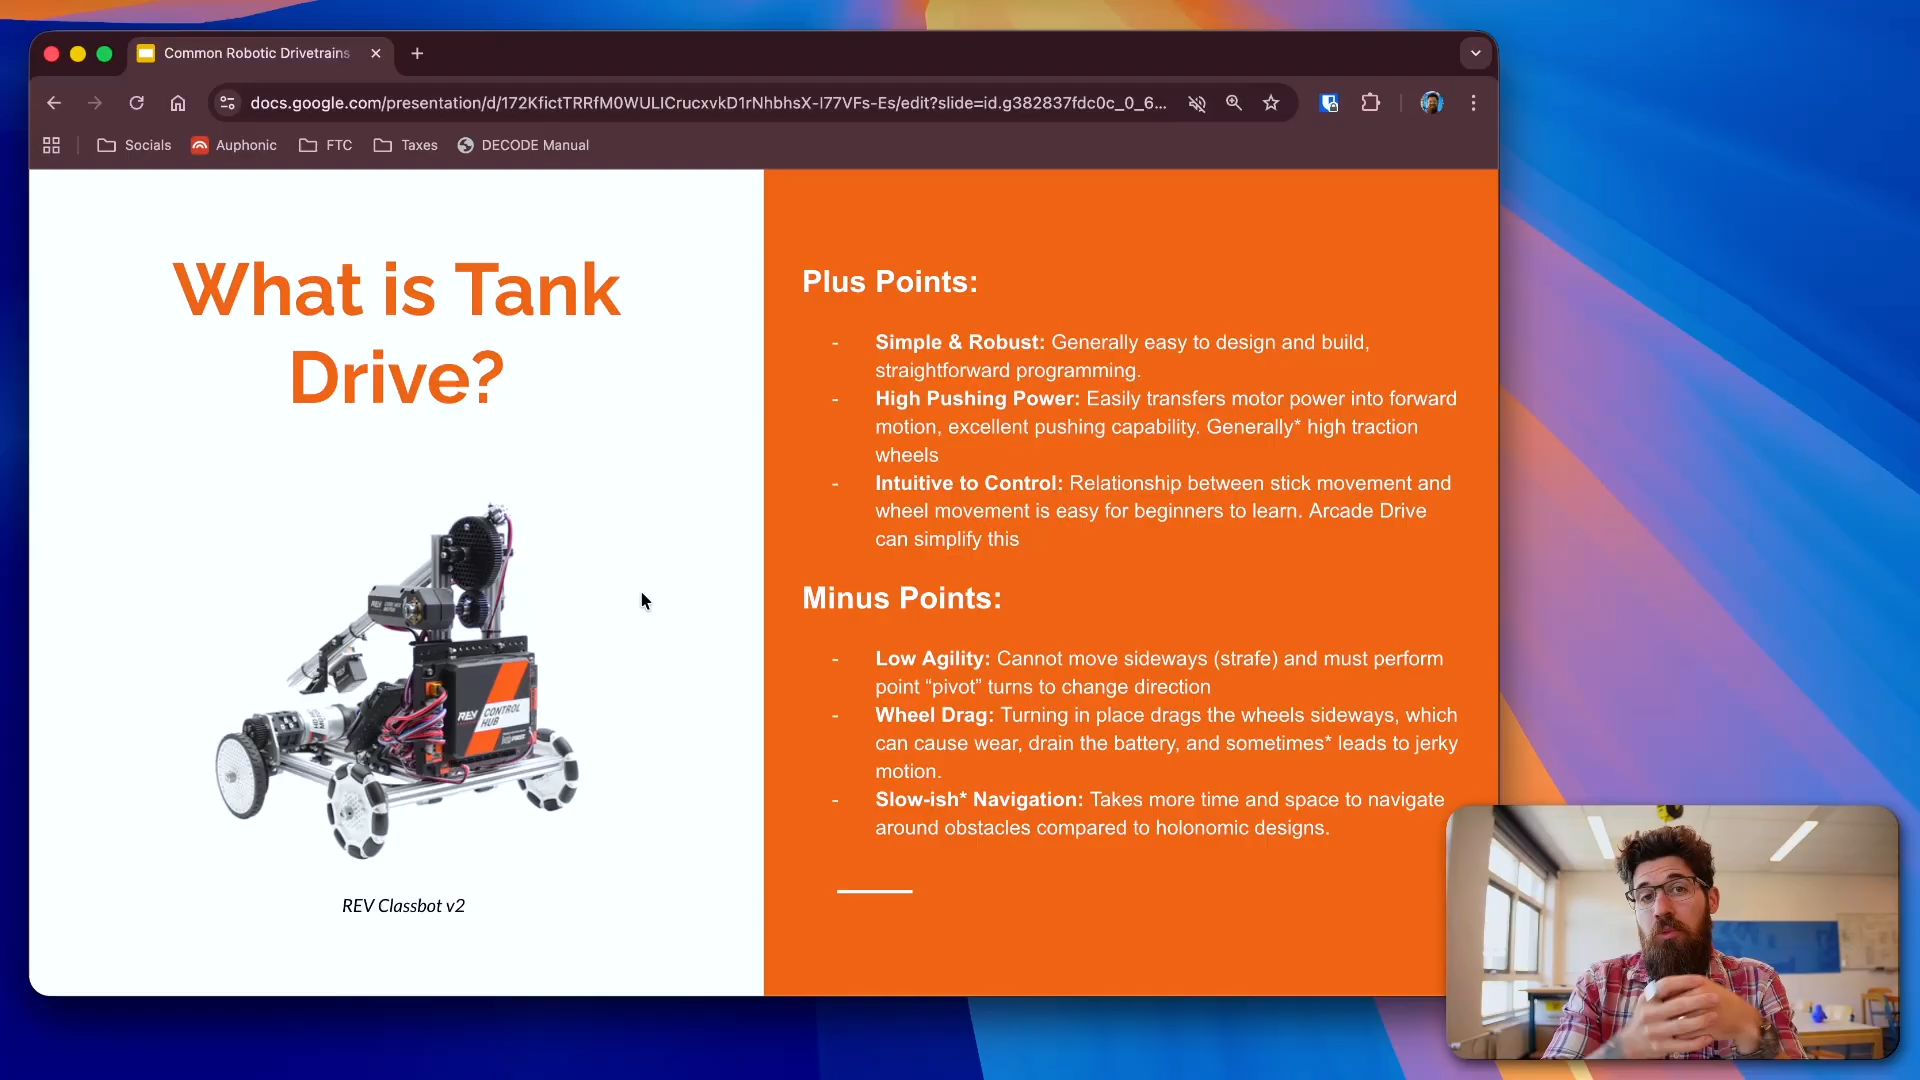 Common Robotic Drivetrains
docs.google.com/presentation/d/172KfictTRRfM0WULICrucxvkD1rNhbhsX-I77VFs-Es/edit?slide=id.g382837fdc0c_0_6...
Socials
Auphonic
FTC
Taxes
DECODE Manual
What is Tank
Drive?
REV
CONTROL
HUB
REV Classbot v2
Plus Points:
- Simple & Robust: Generally easy to design and build,
straightforward programming.
- High Pushing Power: Easily transfers motor power into forward
motion, excellent pushing capability. Generally* high traction
wheels
- Intuitive to Control: Relationship between stick movement and
wheel movement is easy for beginners to learn. Arcade Drive
can simplify this
Minus Points:
- Low Agility: Cannot move sideways (strafe) and must perform
point “pivot” turns to change direction
- Wheel Drag: Turning in place drags the wheels sideways, which
can cause wear, drain the battery, and sometimes* leads to jerky
motion.
- Slow-ish* Navigation: Takes more time and space to navigate
around obstacles compared to holonomic designs.